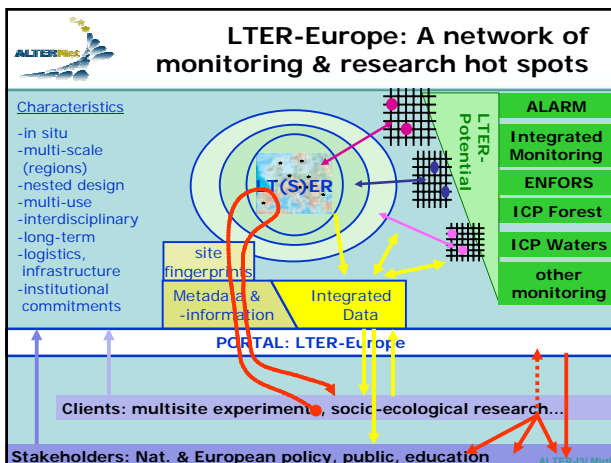 ALTERNet
LTER-Europe: A network of
monitoring & research hot spots
Characteristics
-in situ
-multi-scale
(regions)
-nested design
-multi-use
-interdisciplinary
-long-term
-logistics,
infrastructure
-institutional
commitments
T(S)ER
LTER-
Potential
ALARM
Integrated
Monitoring
ENFORS
ICP Forest
ICP Waters
other
monitoring
site
fingerprints
Metadata &
-information
Integrated
Data
PORTAL: LTER-Europe
Clients: multisite experiments, socio-ecological research...
Stakeholders: Nat. & European policy, public, education